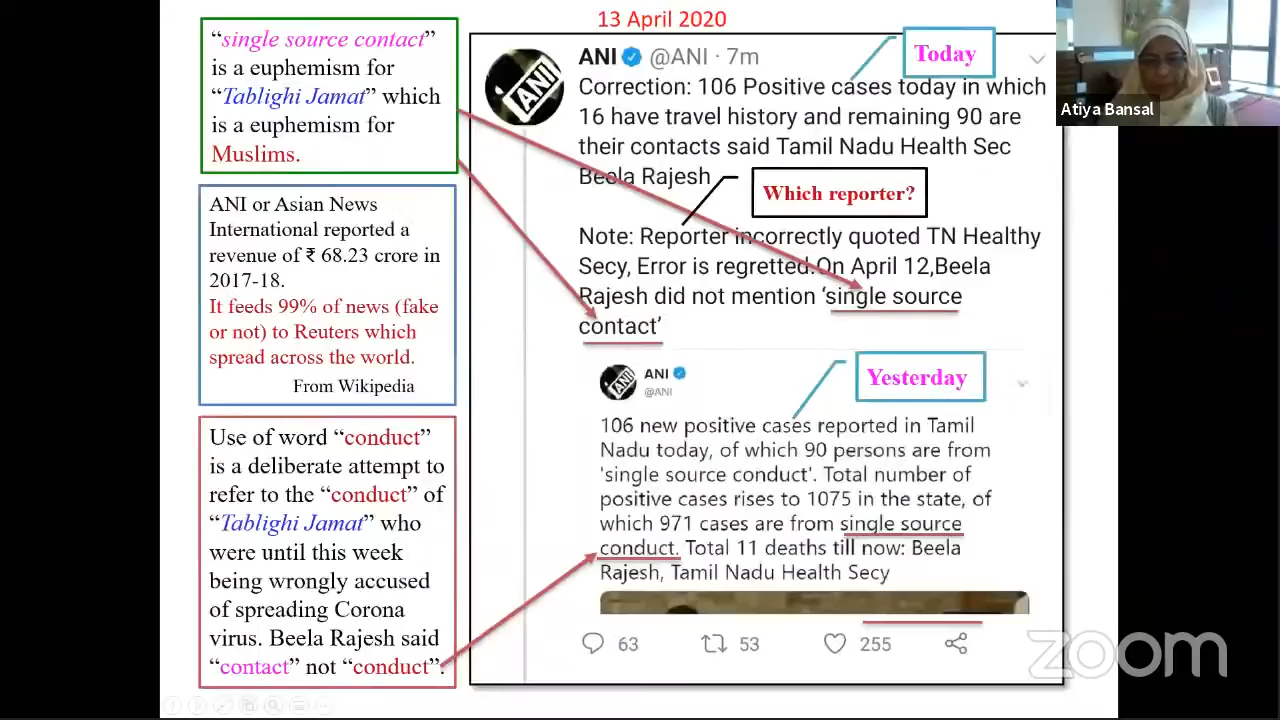 13 April 2020
“single source contact”
is a euphemism for
“Tablighi Jamat” which
is a euphemism for
Muslims.
ANI or Asian News
International reported a
revenue of ₹ 68.23 crore in
2017-18.
It feeds 99% of news (fake
or not) to Reuters which
spread across the world.
From Wikipedia
Use of word “conduct”
is a deliberate attempt to
refer to the “conduct” of
“Tablighi Jamat” who
were until this week
being wrongly accused
of spreading Corona
virus. Beela Rajesh said
“contact” not “conduct”.
ANI
ANI @ANI · 7m
Today
Correction: 106 Positive cases today in which
16 have travel history and remaining 90 are
their contacts said Tamil Nadu Health Sec
Beela Rajesh
Which reporter?
Note: Reporter incorrectly quoted TN Healthy
Secy, Error is regretted.On April 12,Beela
Rajesh did not mention ‘single source
contact’
ANI
ANI
@ANI
Yesterday
106 new positive cases reported in Tamil
Nadu today, of which 90 persons are from
'single source conduct'. Total number of
positive cases rises to 1075 in the state, of
which 971 cases are from single source
conduct. Total 11 deaths till now: Beela
Rajesh, Tamil Nadu Health Secy
63 53 255
Atiya Bansal
zoom